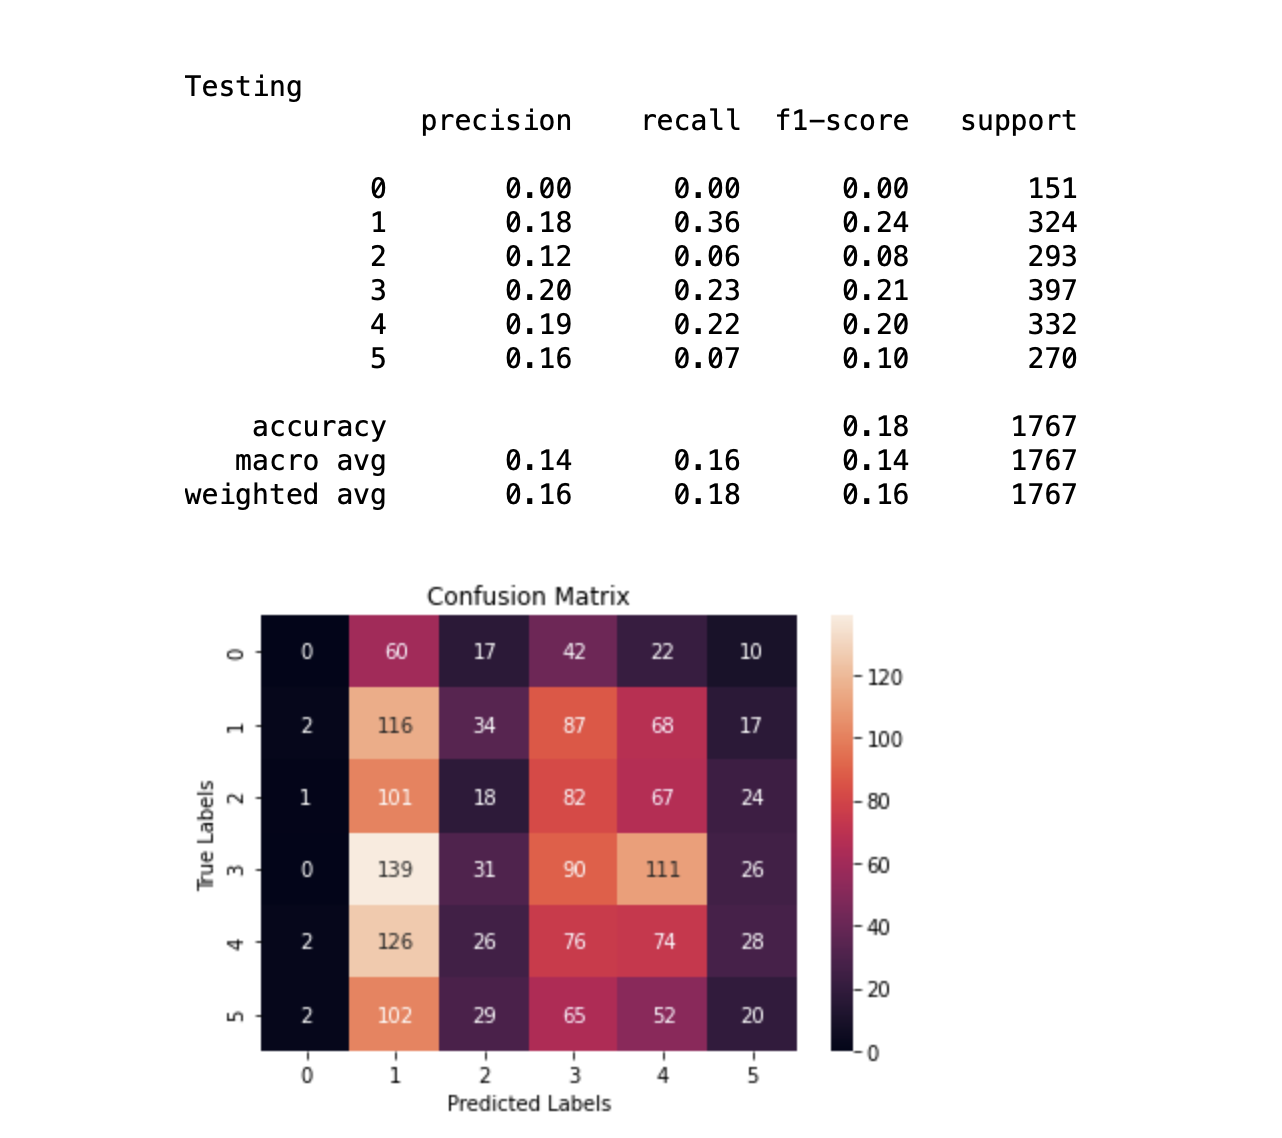 Testing
precision recall f1-score support
0 0.00 0.00 0.00 151
1 0.18 0.36 0.24 324
2 0.12 0.06 0.08 293
3 0.20 0.23 0.21 397
4 0.19 0.22 0.20 332
5 0.16 0.07 0.10 270
accuracy 0.18 1767
macro avg 0.14 0.16 0.14 1767
weighted avg 0.16 0.18 0.16 1767
Confusion Matrix
0 0 60 17 42 22 10
1 2 116 34 87 68 17
2 1 101 18 82 67 24
3 0 139 31 90 111 26
4 2 126 26 76 74 28
5 2 102 29 65 52 20
0 1 2 3 4 5
True Labels
Predicted Labels
120
100
80
60
40
20
0